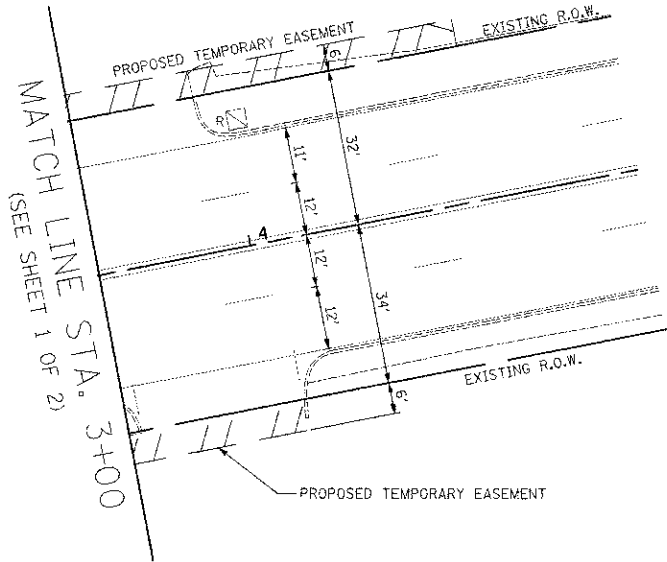 EXISTING R.O.W.
PROPOSED TEMPORARY EASEMENT
6'
R
11'
32'
12'
4
12'
34'
12'
MATCH LINE STA. 3+00
(SEE SHEET 1 OF 2)
EXISTING R.O.W.
6'
PROPOSED TEMPORARY EASEMENT